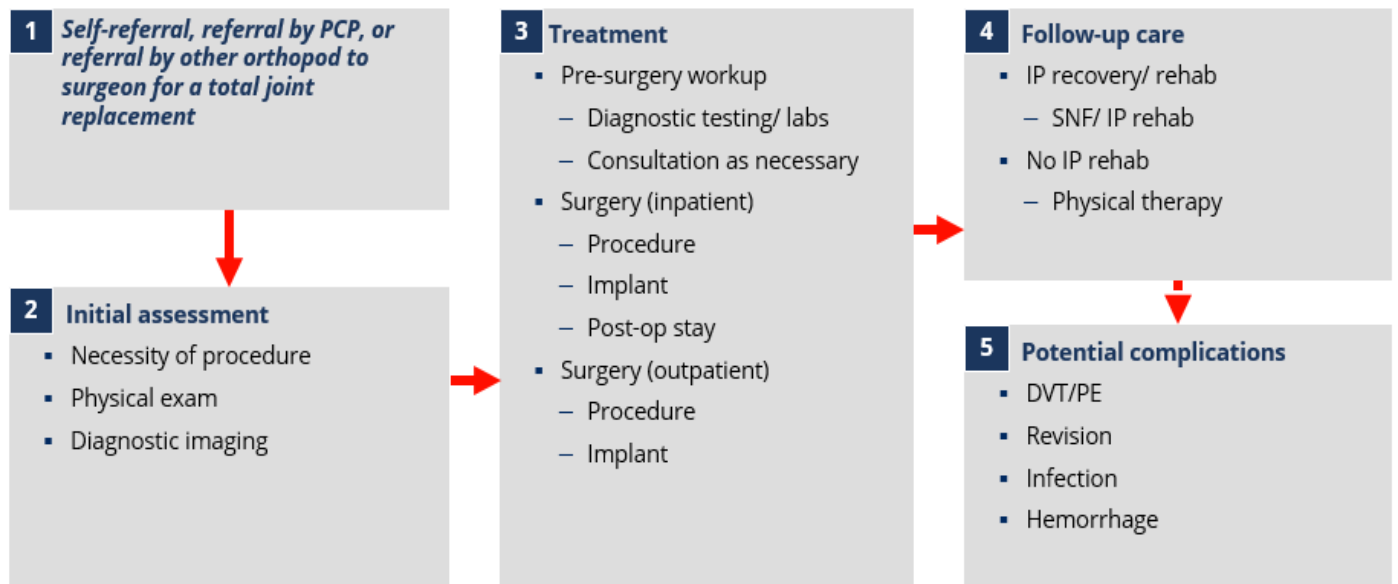 1
Self-referral, referral by PCP, or
referral by other orthopod to
surgeon for a total joint
replacement
2
Initial assessment
▪ Necessity of procedure
▪ Physical exam
▪ Diagnostic imaging
3
Treatment
▪ Pre-surgery workup
– Diagnostic testing/ labs
– Consultation as necessary
▪ Surgery (inpatient)
– Procedure
– Implant
– Post-op stay
▪ Surgery (outpatient)
– Procedure
– Implant
4
Follow-up care
▪ IP recovery/ rehab
– SNF/ IP rehab
▪ No IP rehab
– Physical therapy
5
Potential complications
▪ DVT/PE
▪ Revision
▪ Infection
▪ Hemorrhage